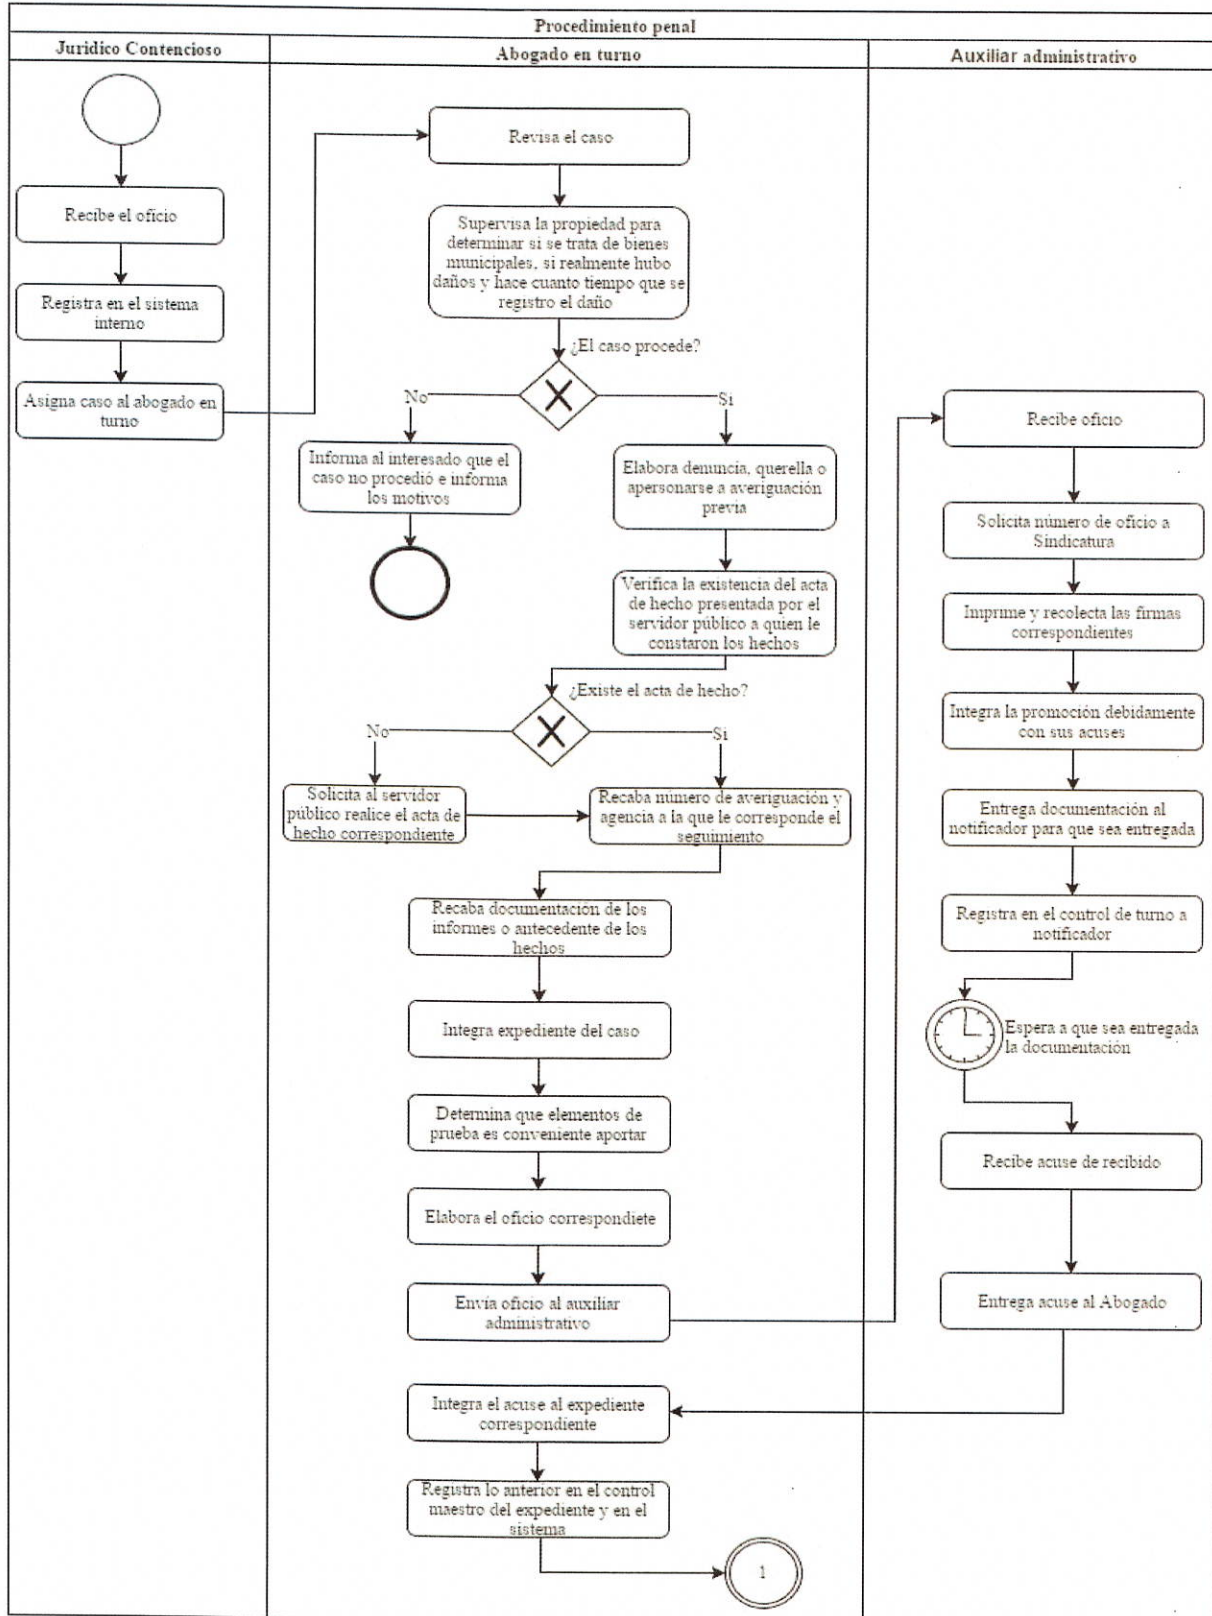 Procedimiento penal
Juridico Contencioso
Abogado en turno
Auxiliar administrativo
Recibe el oficio
Registra en el sistema
interno
Asigna caso al abogado en
turno
Revisa el caso
Supervisa la propiedad para
determinar si se trata de bienes
municipales, si realmente hubo
daños y hace cuanto tiempo que se
registro el daño
¿El caso procede?
No
Si
Informa al interesado que el
caso no procedió e informa
los motivos
Elabora denuncia, querella o
apersonarse a averiguación
previa
Verifica la existencia del acta
de hecho presentada por el
servidor público a quien le
constaron los hechos
¿Existe el acta de hecho?
No
Si
Solicita al servidor
público realice el acta de
hecho correspondiente
Recaba número de averiguación y
agencia a la que le corresponde el
seguimiento
Recaba documentación de los
informes o antecedente de los
hechos
Integra expediente del caso
Determina que elementos de
prueba es conveniente aportar
Elabora el oficio correspondiete
Envía oficio al auxiliar
administrativo
Recibe oficio
Solicita número de oficio a
Sindicatura
Imprime y recolecta las firmas
correspondientes
Integra la promoción debidamente
con sus acuses
Entrega documentación al
notificador para que sea entregada
Registra en el control de turno a
notificador
Espera a que sea entregada
la documentación
Recibe acuse de recibido
Entrega acuse al Abogado
Integra el acuse al expediente
correspondiente
Registra lo anterior en el control
maestro del expediente y en el
sistema
1